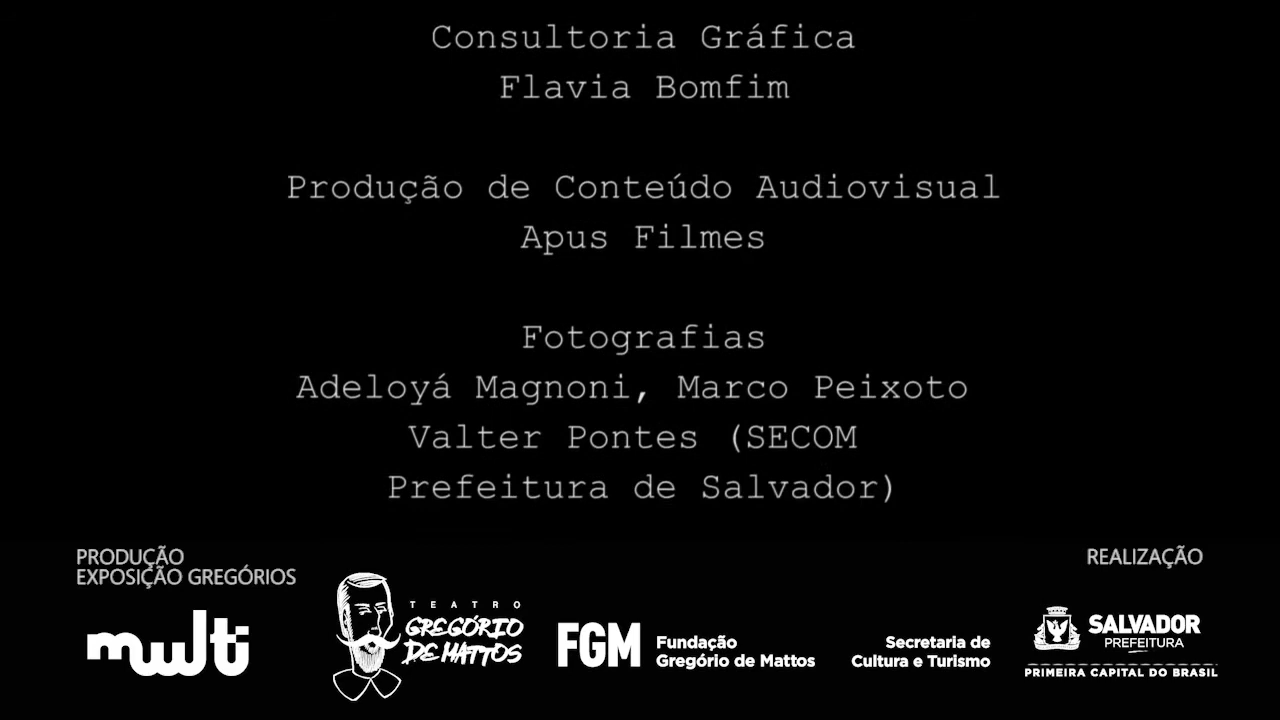 Consultoria Gráfica
Flavia Bomfim
Produção de Conteúdo Audiovisual
Apus Filmes
Fotografias
Adeloyá Magnoni, Marco Peixoto
Valter Pontes (SECOM
Prefeitura de Salvador)
PRODUÇÃO
EXPOSIÇÃO GREGÓRIOS
REALIZAÇÃO
multi
TEATRO
GREGÓRIO
DE MATTOS
FGM
Fundação
Gregório de Mattos
Secretaria de
Cultura e Turismo
SALVADOR
PREFEITURA
PRIMEIRA CAPITAL DO BRASIL